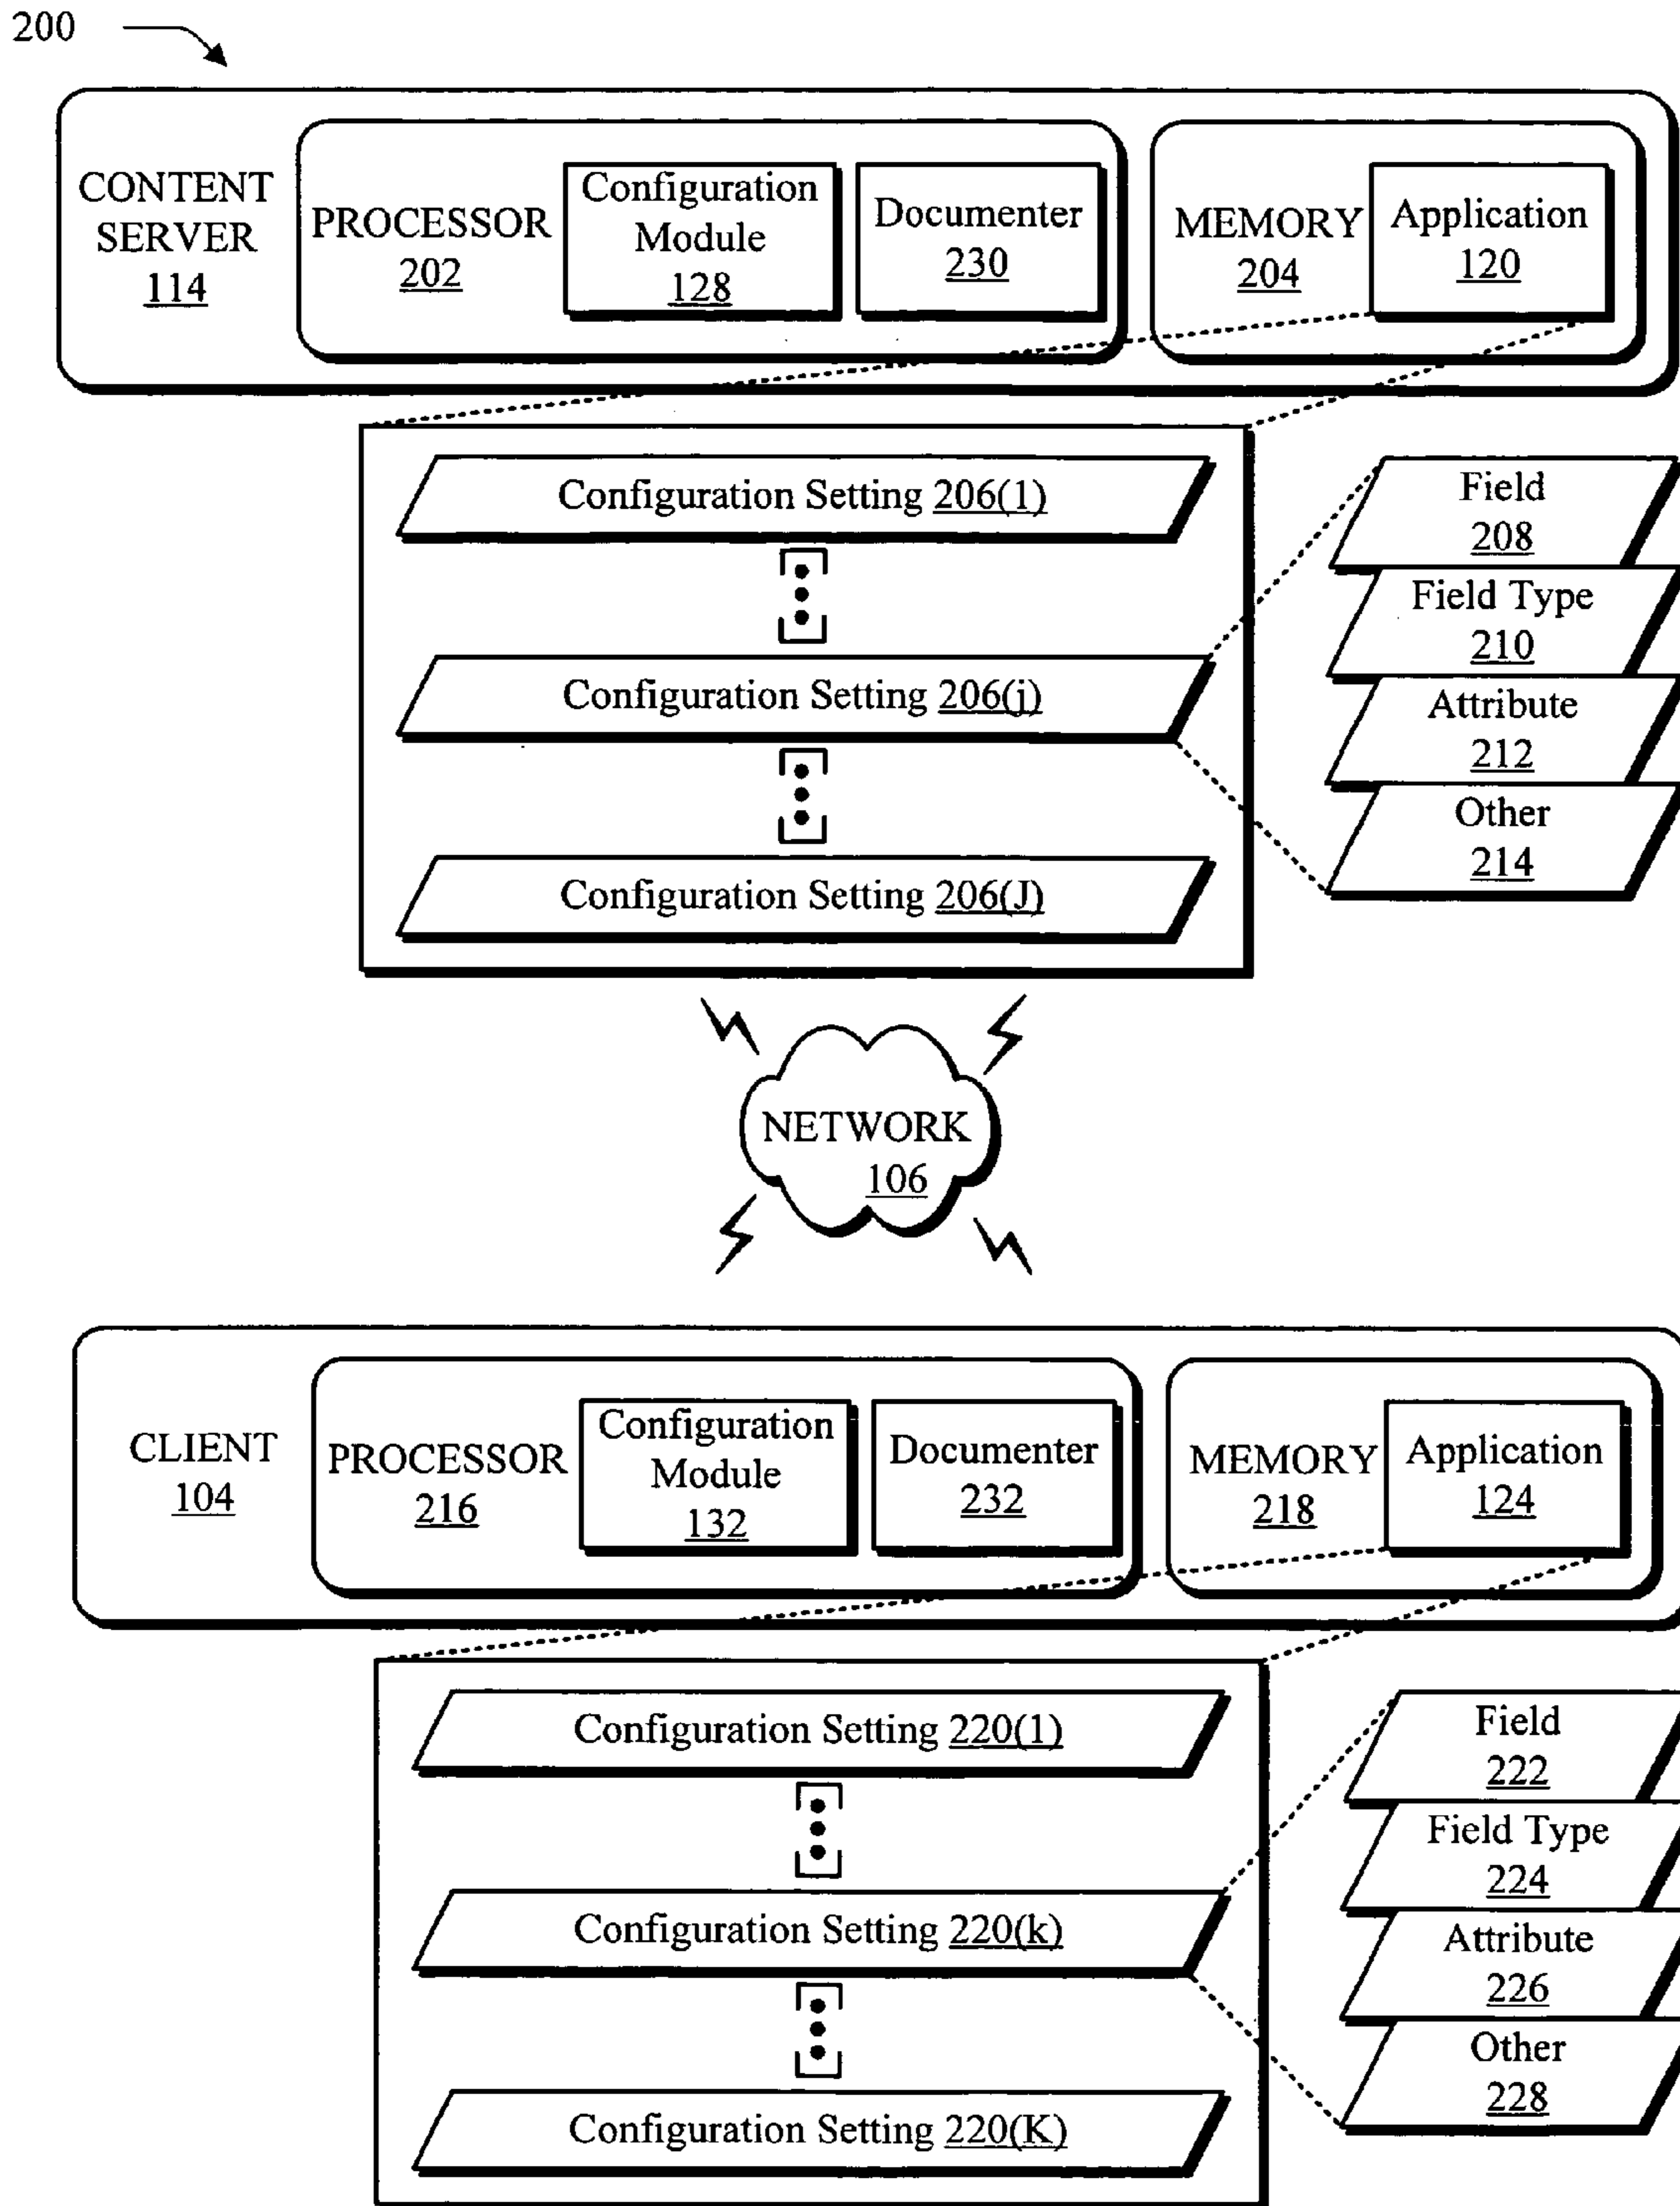 200
CONTENT
SERVER
114
PROCESSOR
202
Configuration
Module
128
Documenter
230
MEMORY
204
Application
120
Configuration Setting 206(1)
Configuration Setting 206(j)
Configuration Setting 206(J)
Field
208
Field Type
210
Attribute
212
Other
214
NETWORK
106
CLIENT
104
PROCESSOR
216
Configuration
Module
132
Documenter
232
MEMORY
218
Application
124
Configuration Setting 220(1)
Configuration Setting 220(k)
Configuration Setting 220(K)
Field
222
Field Type
224
Attribute
226
Other
228